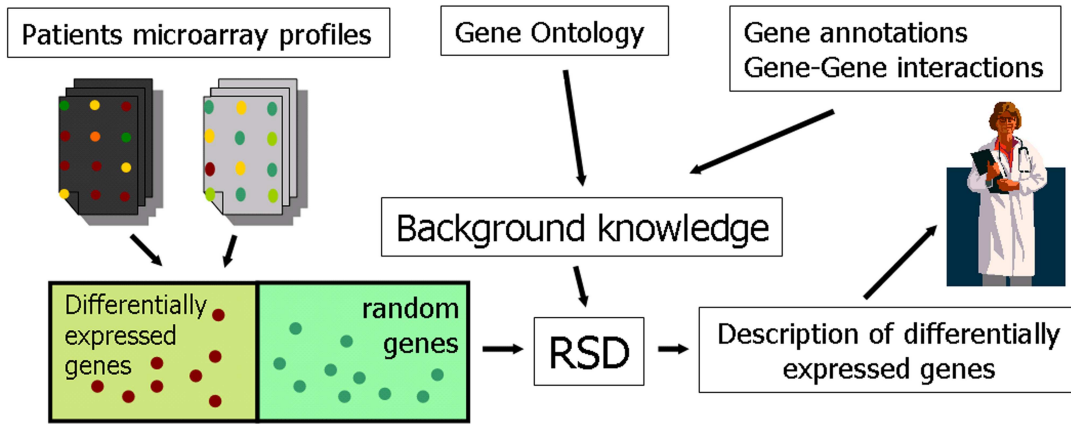 Patients microarray profiles
Gene Ontology
Gene annotations
Gene-Gene interactions
Background knowledge
Differentially
expressed
genes
random
genes
RSD
Description of differentially
expressed genes